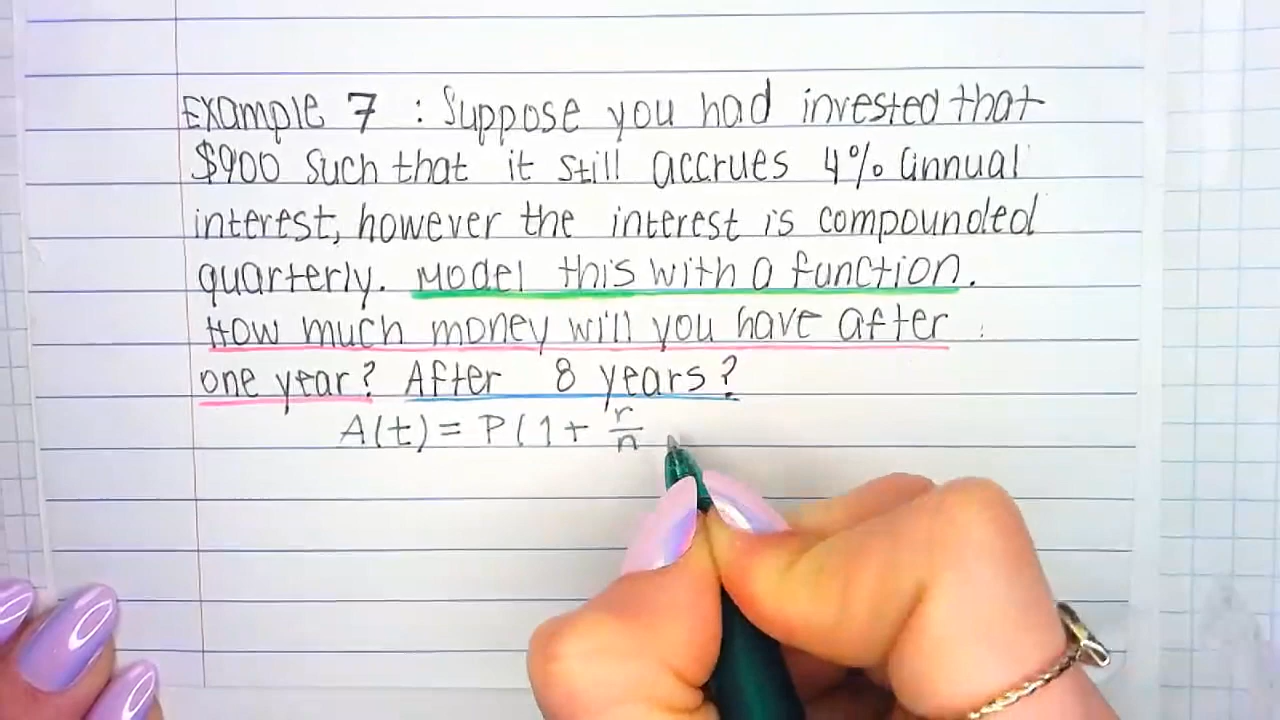 Example 7 : Suppose you had invested that
$900 such that it still accrues 4% annual
interest, however the interest is compounded
quarterly. Model this with a function.
How much money will you have after
one year? After 8 years?
A(t) = P(1 + r/n